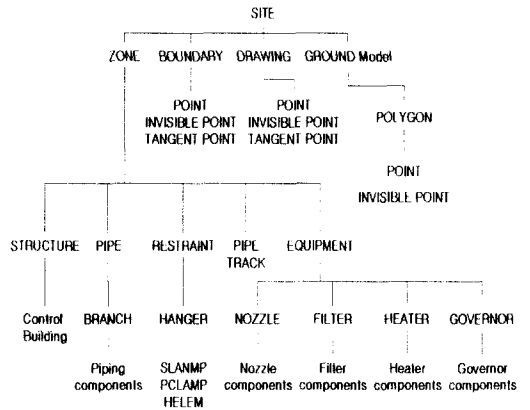 SITE
ZONE BOUNDARY DRAWING GROUND Model
POINT
INVISIBLE POINT
TANGENT POINT
POINT
INVISIBLE POINT
TANGENT POINT
POLYGON
POINT
INVISIBLE POINT
STRUCTURE PIPE RESTRAINT PIPE TRACK EQUIPMENT
Control
Building
BRANCH HANGER NOZZLE FILTER HEATER GOVERNOR
Piping
components
SLANMP
PCLAMP
HELEM
Nozzle
components
Filter
components
Heater
components
Governor
components